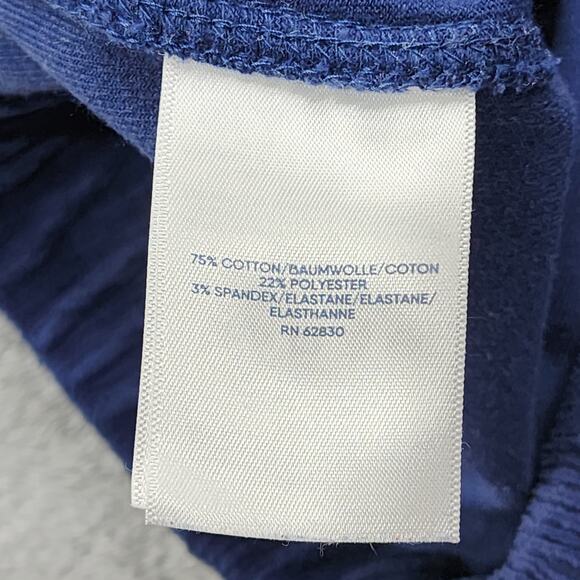 75% COTTON/BAUMWOLLE/COTON
22% POLYESTER
3% SPANDEX/ELASTANE/ELASTANE/
ELASTHANNE
RN 62830